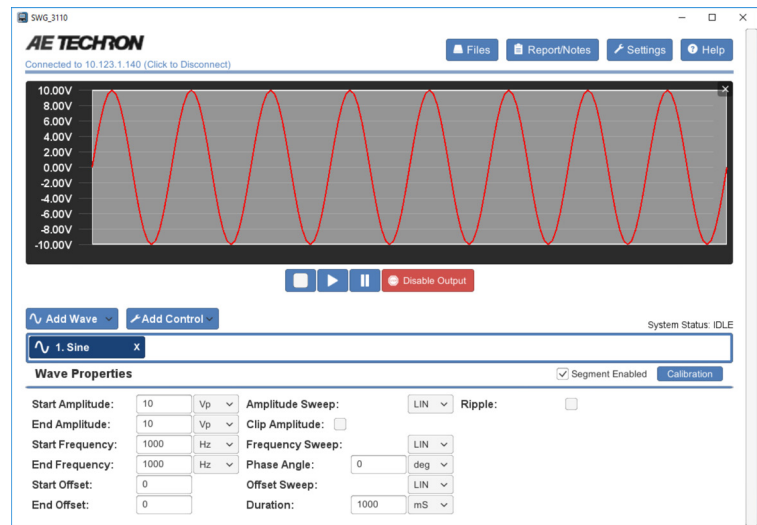 SWG_3110
AE TECHRON
Files
Report/Notes
Settings
Help
Connected to 10.123.1.140 (Click to Disconnect)
10.00V
8.00V
6.00V
4.00V
2.00V
0.00V
-2.00V
-4.00V
-6.00V
-8.00V
-10.00V
Disable Output
Add Wave
Add Control
System Status: IDLE
1. Sine x
Wave Properties
Segment Enabled
Calibration
Start Amplitude: 10 Vp Amplitude Sweep: LIN Ripple:
End Amplitude: 10 Vp Clip Amplitude:
Start Frequency: 1000 Hz Frequency Sweep: LIN
End Frequency: 1000 Hz Phase Angle: 0 deg
Start Offset: 0 Offset Sweep: LIN
End Offset: 0 Duration: 1000 mS